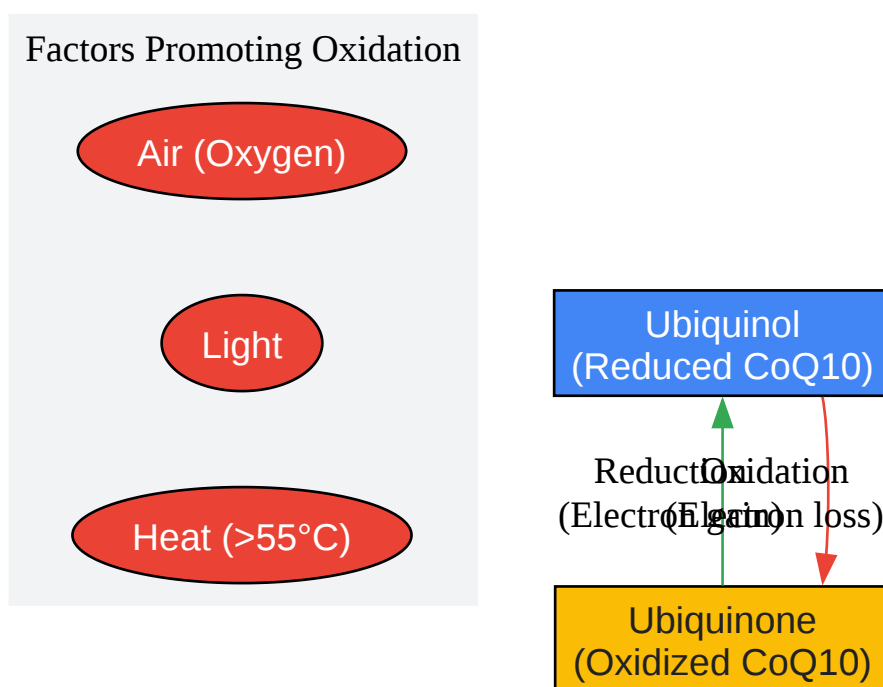 Factors Promoting Oxidation
Air (Oxygen)
Light
Heat (>55°C)
Ubiquinol
(Reduced CoQ10)
Reduction
(Electron gain)
Oxidation
(Electron loss)
Ubiquinone
(Oxidized CoQ10)